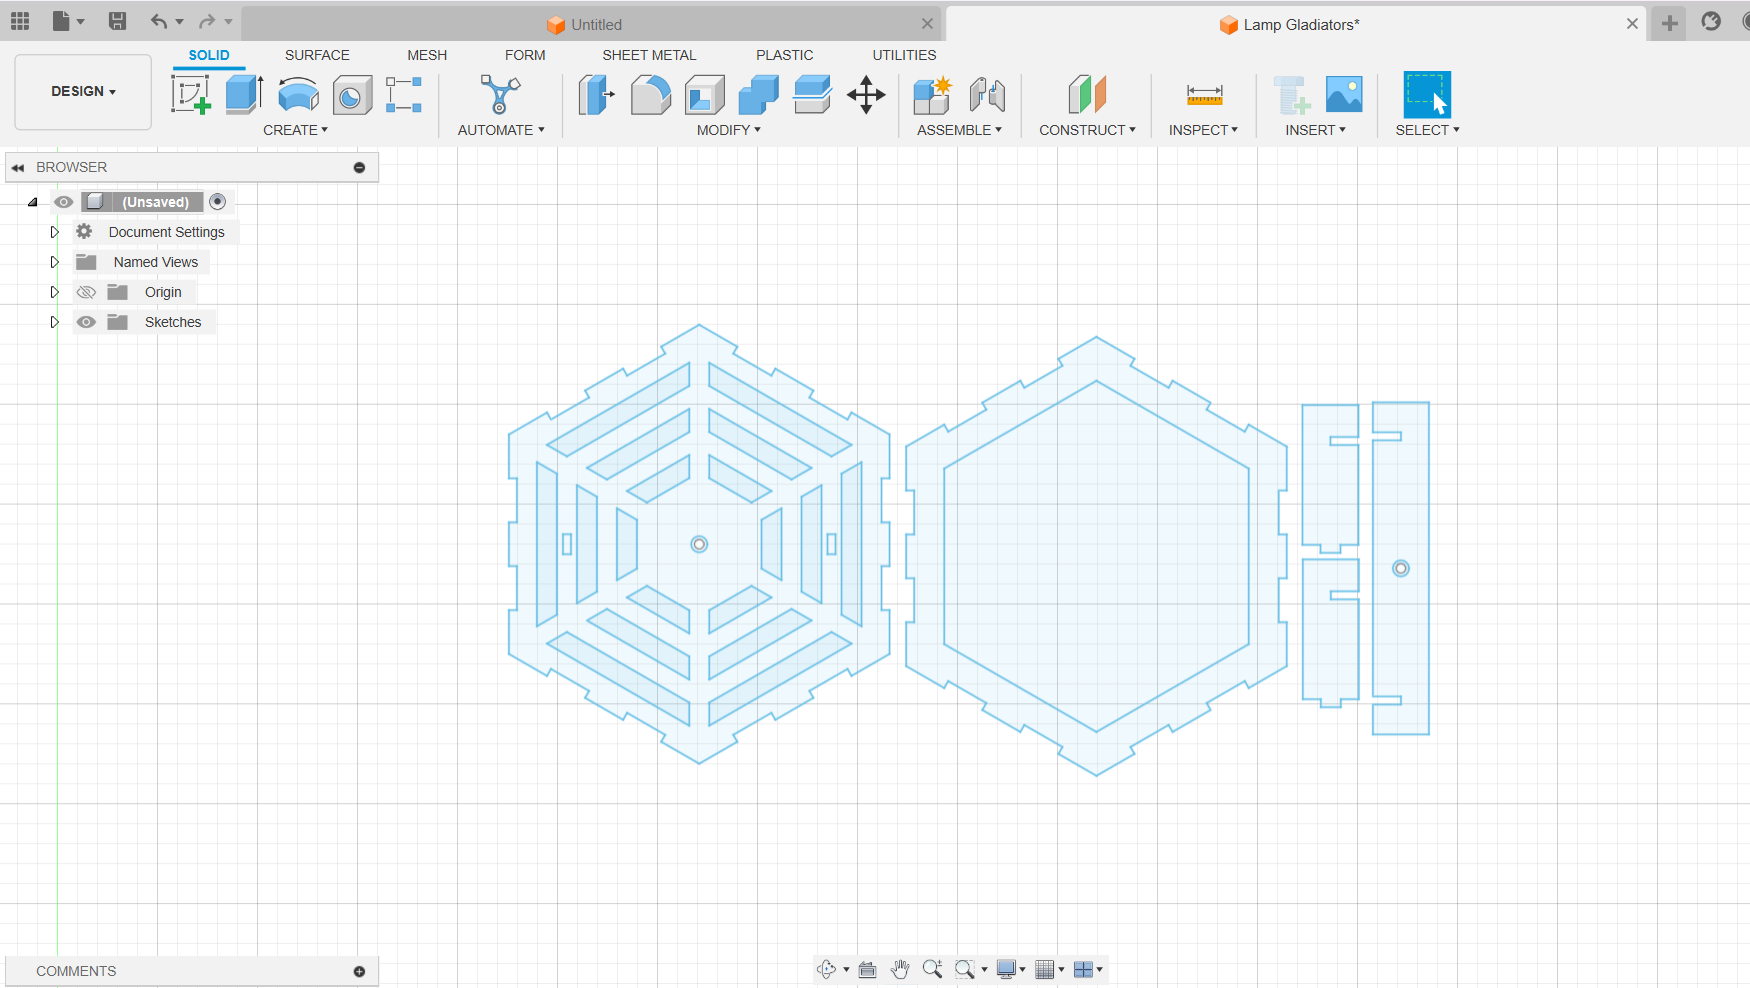 Untitled
Lamp Gladiators*
SOLID SURFACE MESH FORM SHEET METAL PLASTIC UTILITIES
DESIGN
CREATE AUTOMATE MODIFY ASSEMBLE CONSTRUCT INSPECT INSERT SELECT
BROWSER
(Unsaved)
Document Settings
Named Views
Origin
Sketches
COMMENTS